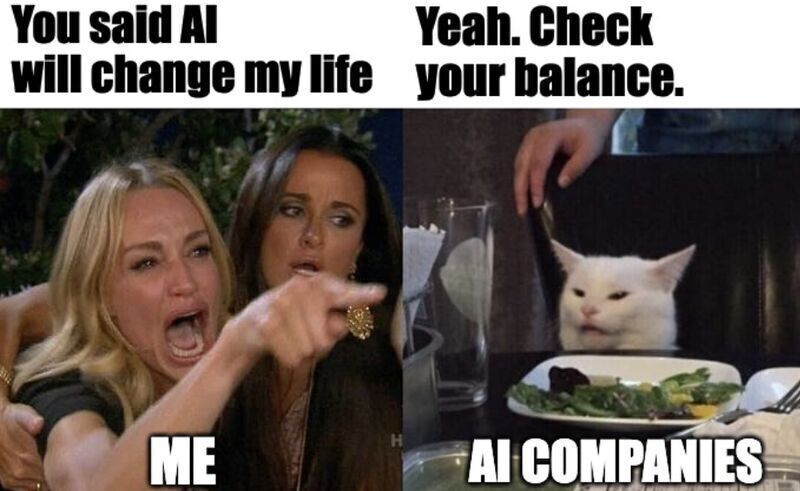 You said AI
will change my life
Yeah. Check
your balance.
ME
AI COMPANIES